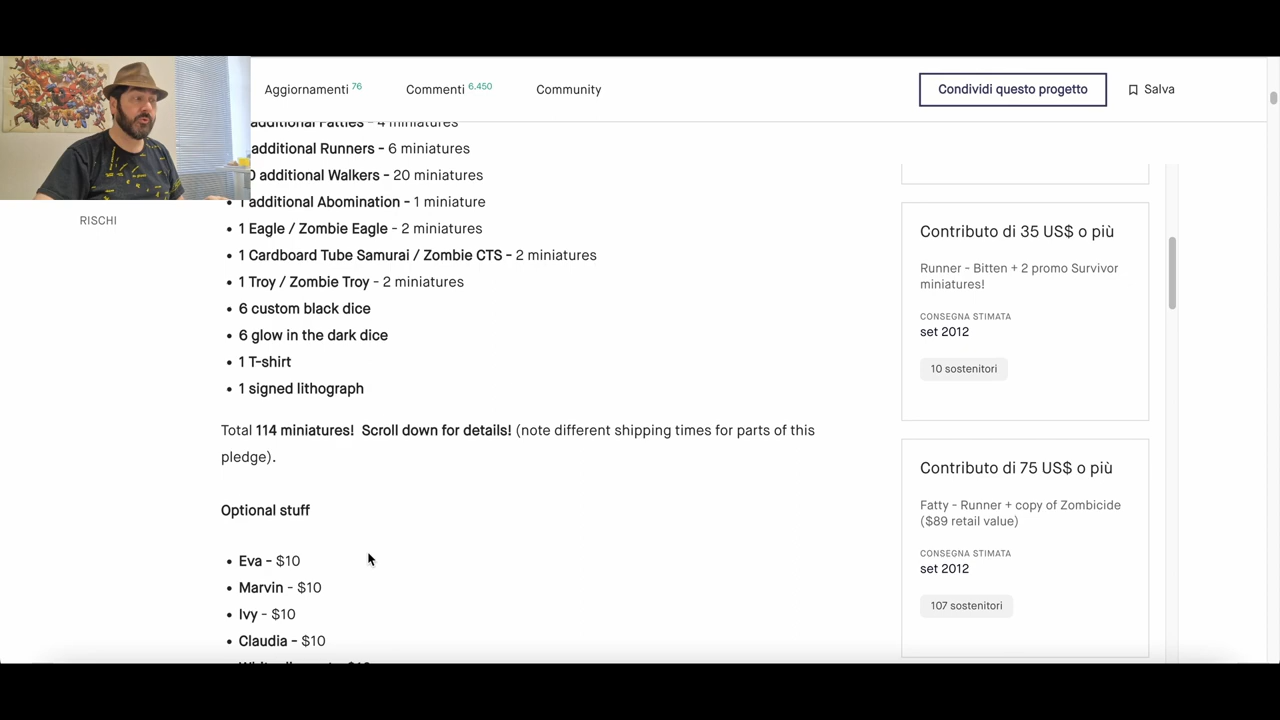 Aggiornamenti 76
Commenti 6.450
Community
Condividi questo progetto
Salva
RISCHI
additional Fatties - 4 miniatures
additional Runners - 6 miniatures
0 additional Walkers - 20 miniatures
• 1 additional Abomination - 1 miniature
• 1 Eagle / Zombie Eagle - 2 miniatures
• 1 Cardboard Tube Samurai / Zombie CTS - 2 miniatures
• 1 Troy / Zombie Troy - 2 miniatures
• 6 custom black dice
• 6 glow in the dark dice
• 1 T-shirt
• 1 signed lithograph
Total 114 miniatures! Scroll down for details! (note different shipping times for parts of this
pledge).
Optional stuff
• Eva - $10
• Marvin - $10
• Ivy - $10
• Claudia - $10
Contributo di 35 US$ o più
Runner - Bitten + 2 promo Survivor
miniatures!
CONSEGNA STIMATA
set 2012
10 sostenitori
Contributo di 75 US$ o più
Fatty - Runner + copy of Zombicide
($89 retail value)
CONSEGNA STIMATA
set 2012
107 sostenitori